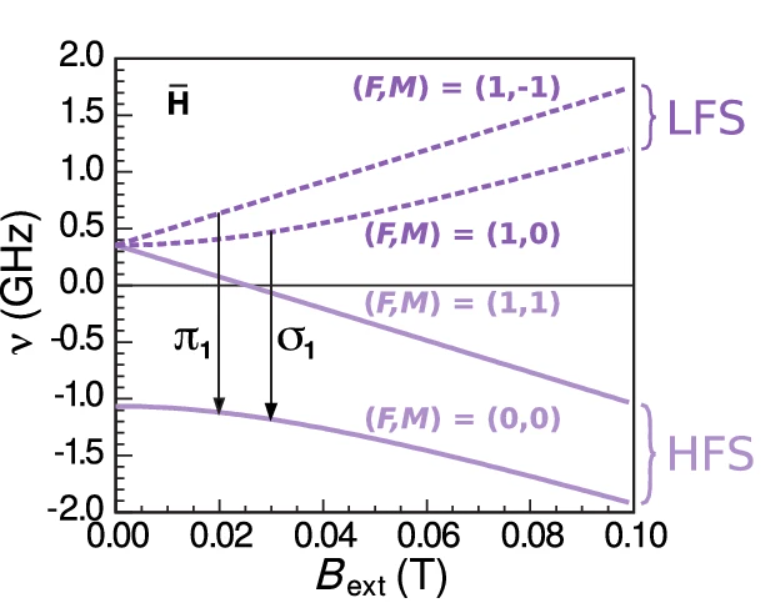 2.0
H̄
(F,M) = (1,-1)
LFS
1.5
1.0
0.5
(F,M) = (1,0)
0.0
(F,M) = (1,1)
ν (GHz)
-0.5
π₁
σ₁
-1.0
(F,M) = (0,0)
HFS
-1.5
-2.0
0.00 0.02 0.04 0.06 0.08 0.10
Bext (T)